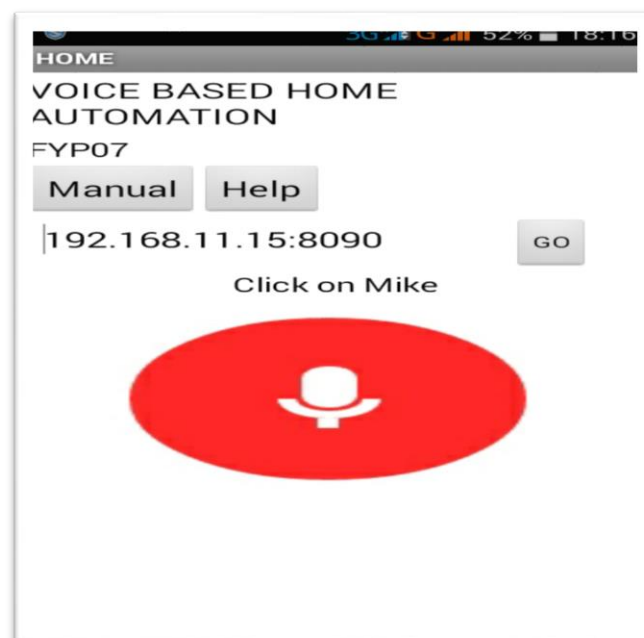 3G G 52% 18:16
HOME
VOICE BASED HOME
AUTOMATION
FYP07
Manual Help
192.168.11.15:8090 GO
Click on Mike